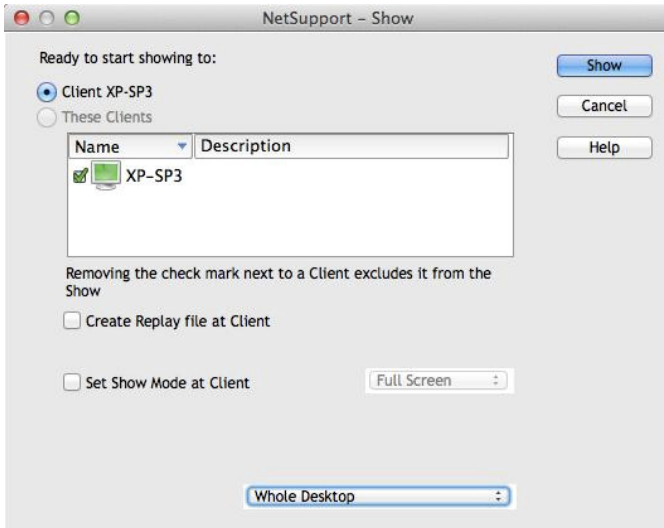 NetSupport – Show
Ready to start showing to:
Show
Client XP-SP3
Cancel
These Clients
Name Description
Help
XP-SP3
Removing the check mark next to a Client excludes it from the
Show
Create Replay file at Client
Set Show Mode at Client
Full Screen
Whole Desktop